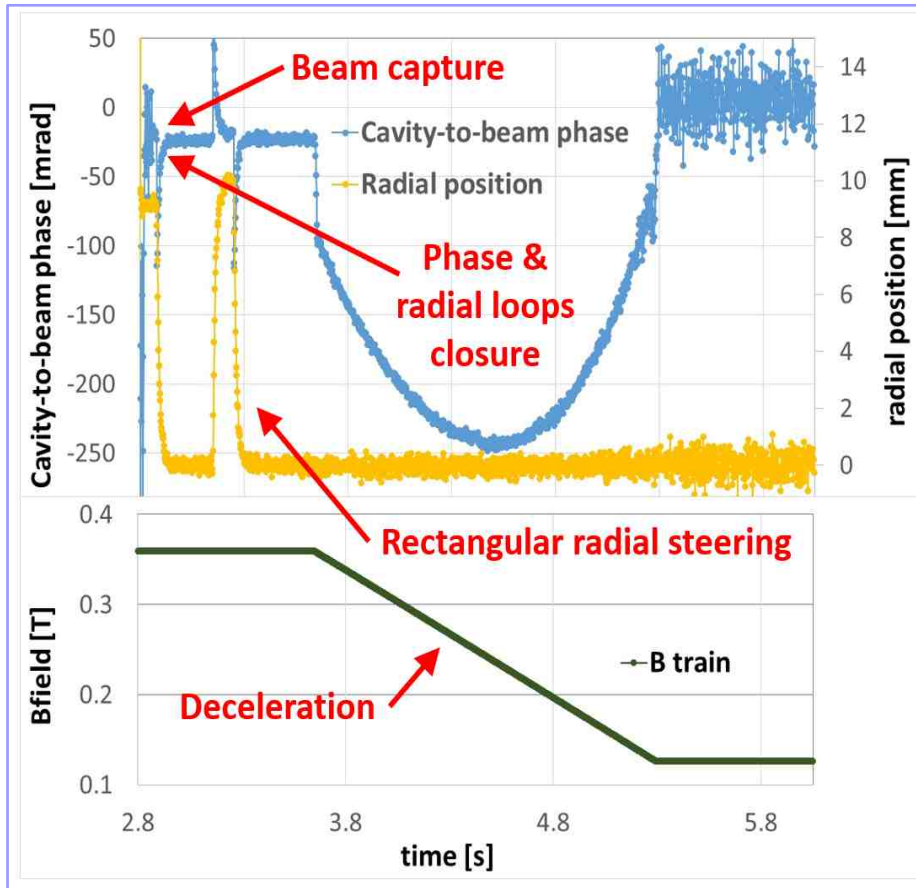 50
0
-50
-100
-150
-200
-250
Cavity-to-beam phase [mrad]
Beam capture
Cavity-to-beam phase
Radial position
Phase &
radial loops
closure
14
12
10
8
6
4
2
0
radial position [mm]
Rectangular radial steering
0.4
0.3
0.2
0.1
Bfield [T]
B train
Deceleration
2.8
3.8
4.8
5.8
time [s]